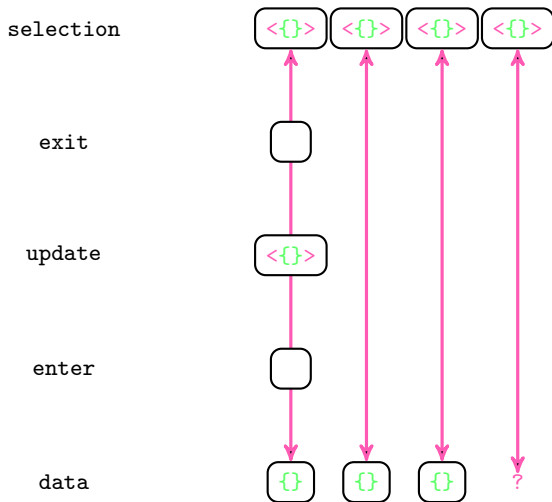 selection <{}> <{}> <{}> <{}>
exit
update <{}>
enter
data {} {} {} ?